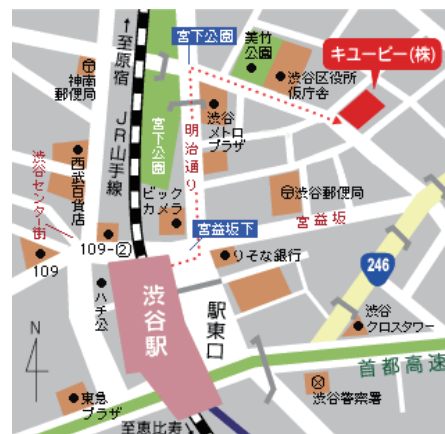 ←至原宿
宮下公園
美竹
公園
キユーピー(株)
神南
郵便局
渋谷区役所
仮庁舎
JR山手線
宮下公園
明治通り
渋谷
メトロ
プラザ
西武百貨店
渋谷センター街
ビック
カメラ
渋谷郵便局
宮益坂
宮益坂下
109-②
109
りそな銀行
246
ハチ公
渋谷駅
駅東口
渋谷
クロスタワー
N
首都高速
東急
プラザ
渋谷警察署
至恵比寿→